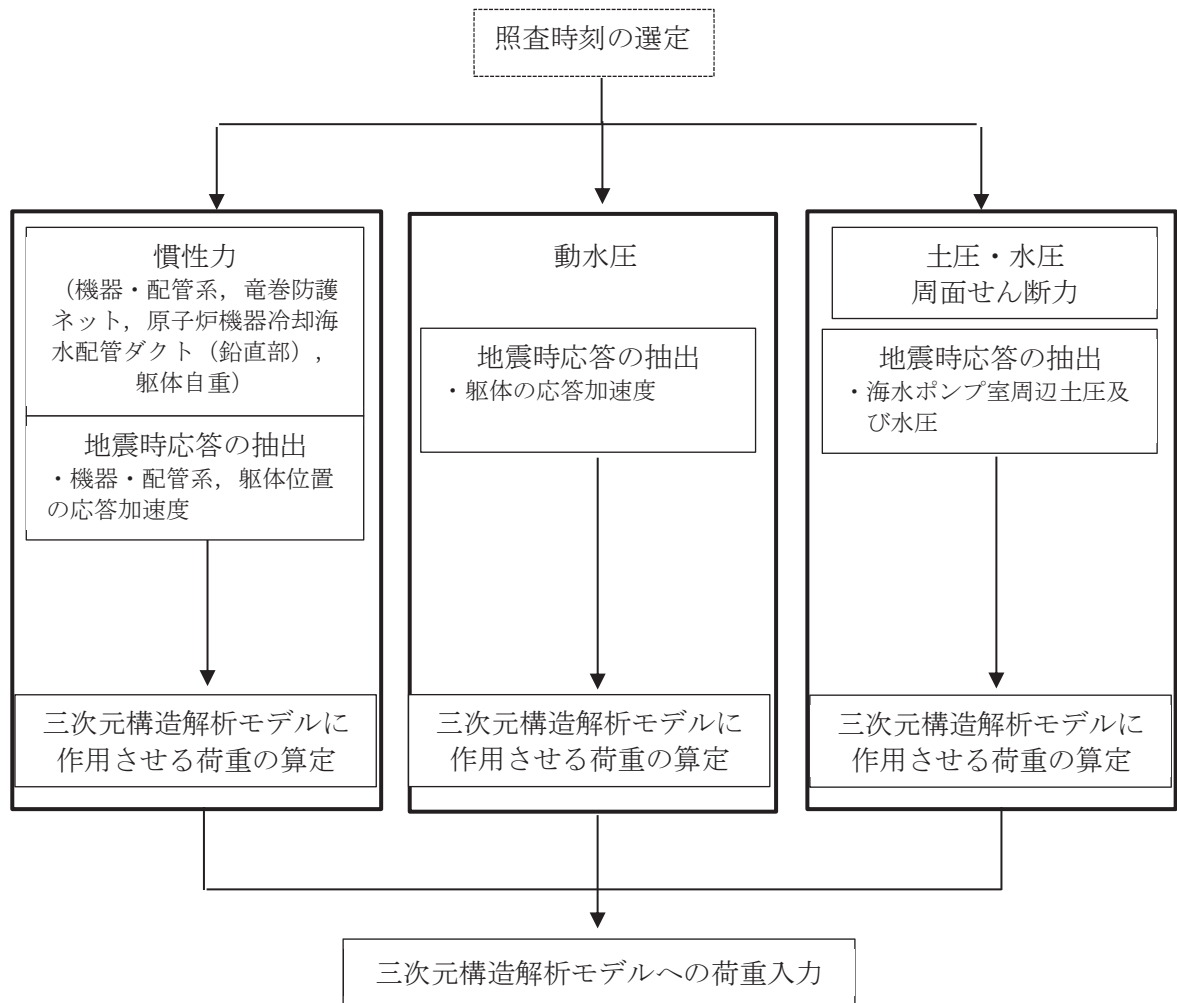 照査時刻の選定
慣性力
（機器・配管系，竜巻防護
ネット，原子炉機器冷却海
水配管ダクト（鉛直部），
躯体自重）
地震時応答の抽出
・機器・配管系，躯体位置
の応答加速度
三次元構造解析モデルに
作用させる荷重の算定
動水圧
地震時応答の抽出
・躯体の応答加速度
三次元構造解析モデルに
作用させる荷重の算定
土圧・水圧
周面せん断力
地震時応答の抽出
・海水ポンプ室周辺土圧及
び水圧
三次元構造解析モデルに
作用させる荷重の算定
三次元構造解析モデルへの荷重入力